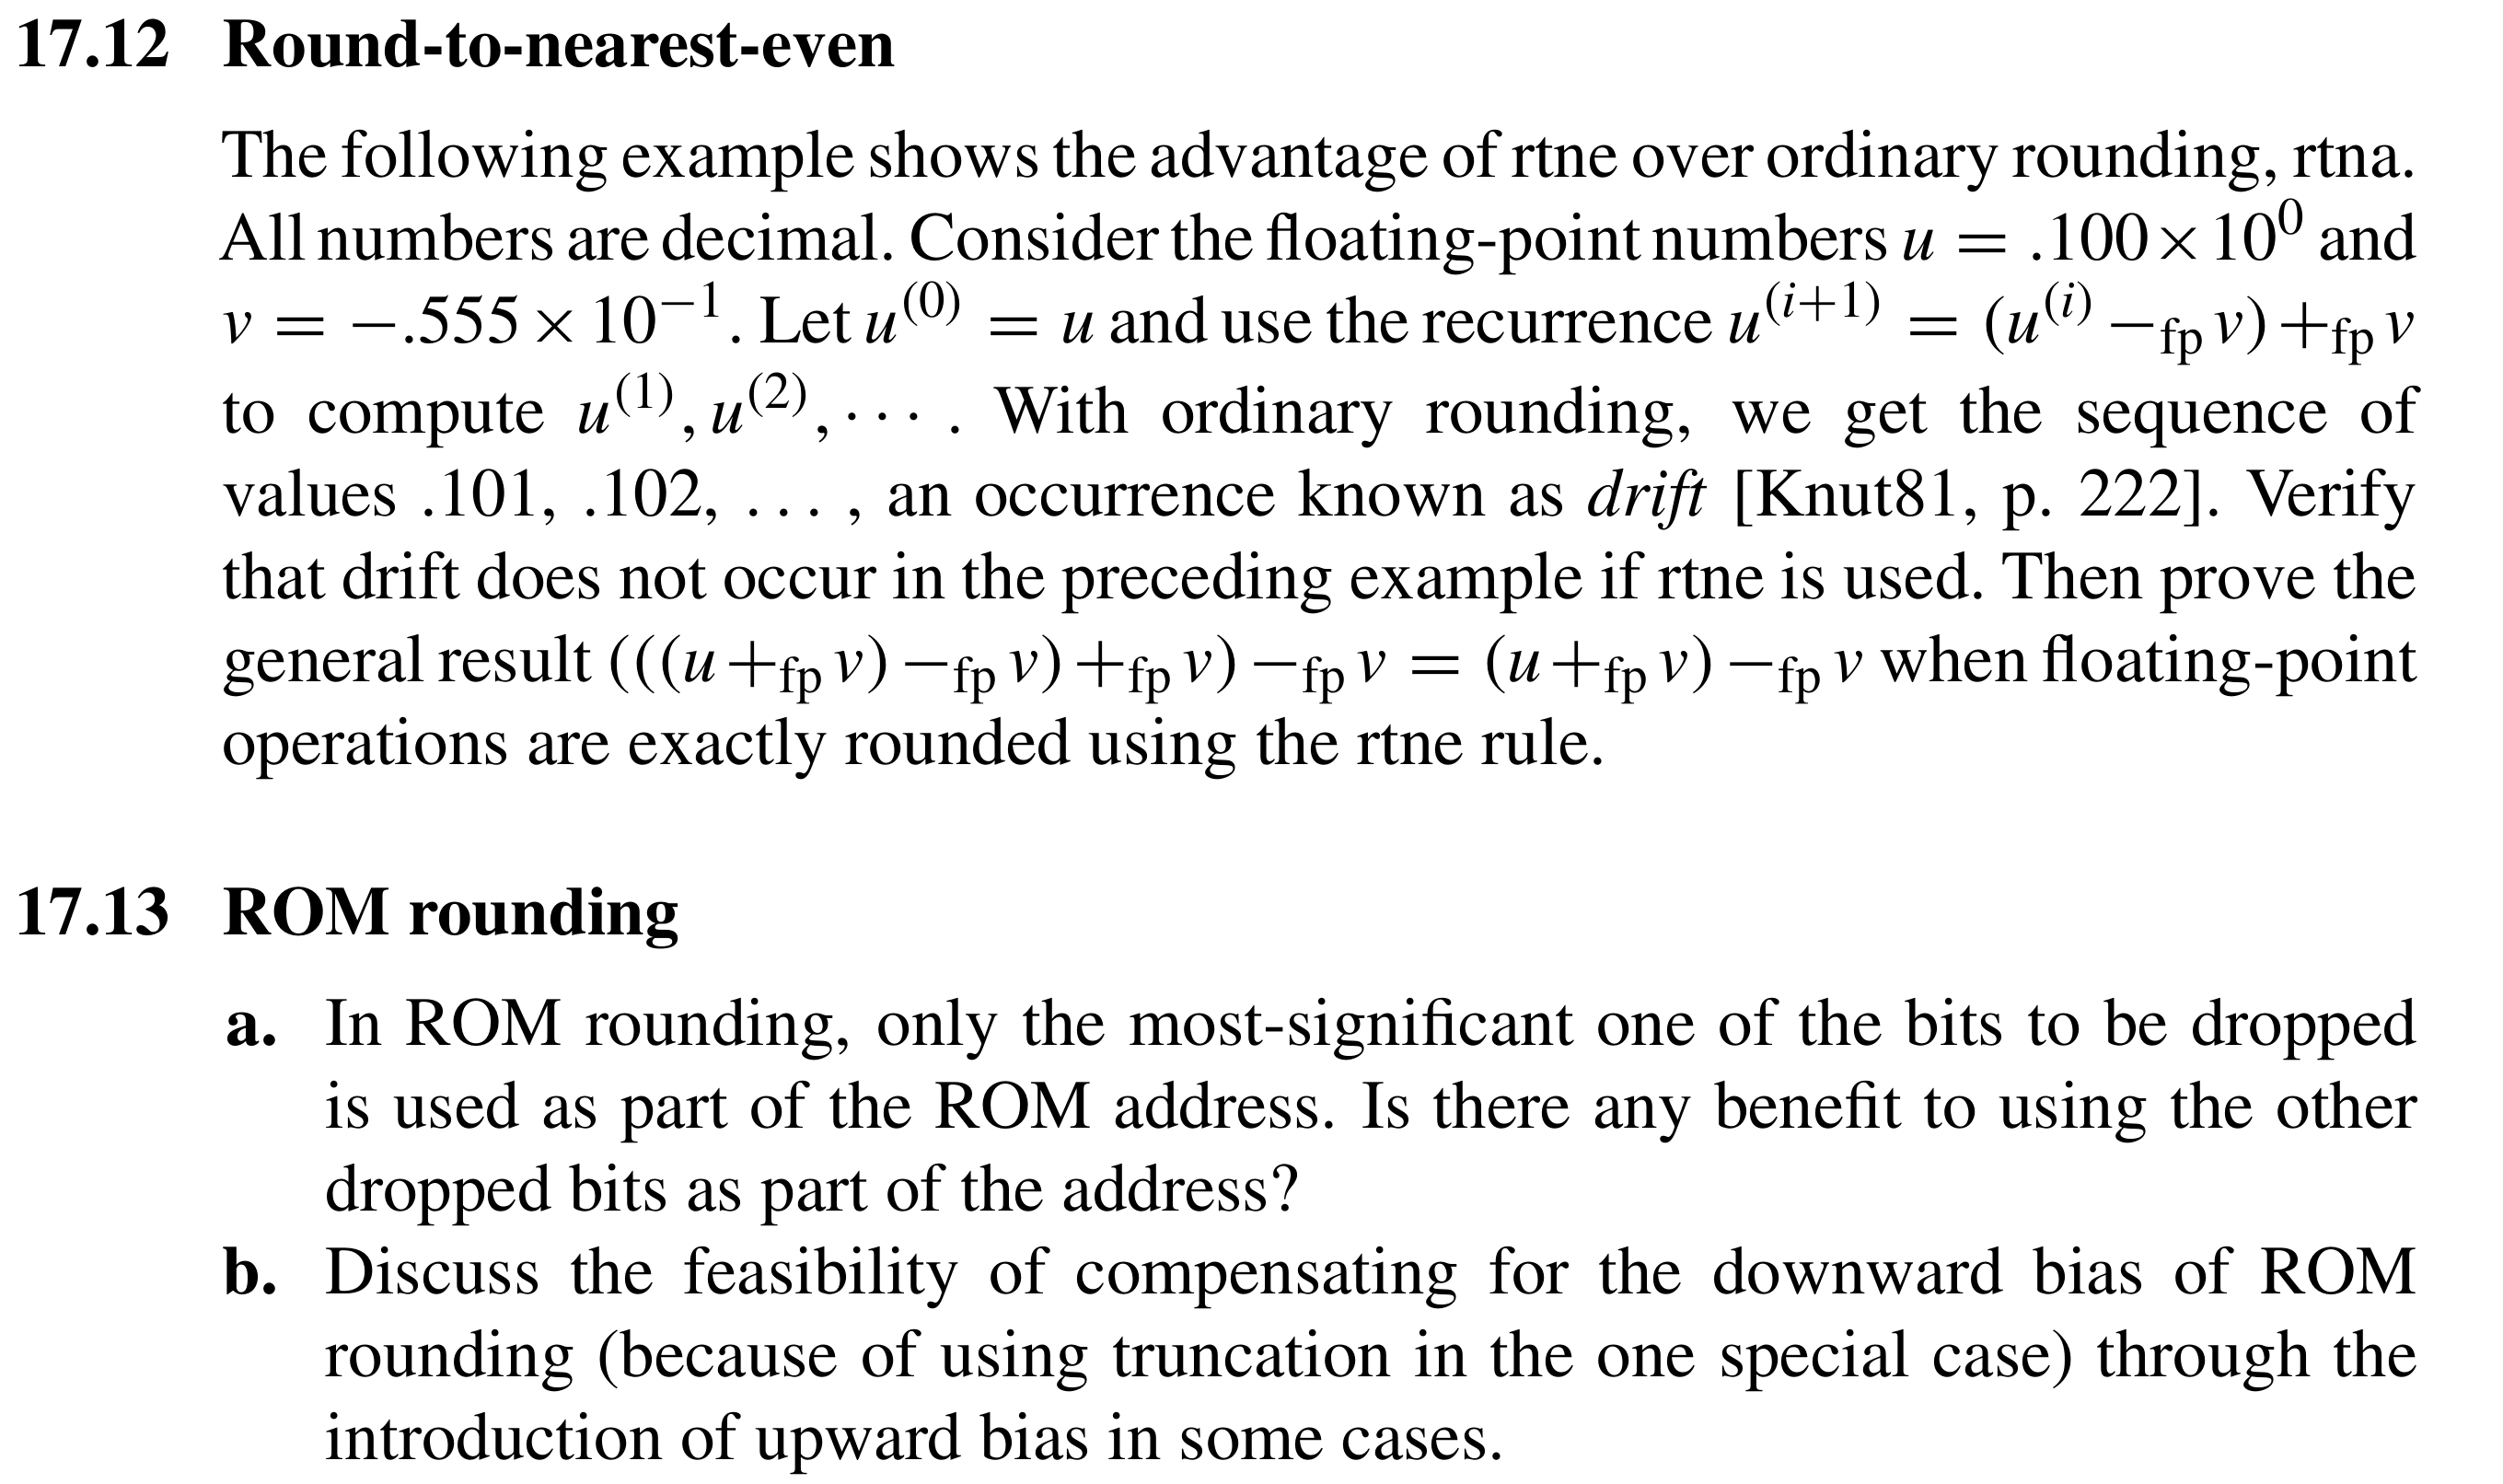 17.12 Round-to-nearest-even
The following example shows the advantage of rtne over ordinary rounding, rtna.
All numbers are decimal. Consider the floating-point numbers u = .100 × 10⁰ and
v = −.555 × 10⁻¹. Let u⁽⁰⁾ = u and use the recurrence u⁽ⁱ⁺¹⁾ = (u⁽ⁱ⁾ −fp v) +fp v
to compute u⁽¹⁾, u⁽²⁾, · · · . With ordinary rounding, we get the sequence of
values .101, .102, . . . , an occurrence known as drift [Knut81, p. 222]. Verify
that drift does not occur in the preceding example if rtne is used. Then prove the
general result (((u +fp v) −fp v) +fp v) −fp v = (u +fp v) −fp v when floating-point
operations are exactly rounded using the rtne rule.
17.13 ROM rounding
a. In ROM rounding, only the most-significant one of the bits to be dropped
is used as part of the ROM address. Is there any benefit to using the other
dropped bits as part of the address?
b. Discuss the feasibility of compensating for the downward bias of ROM
rounding (because of using truncation in the one special case) through the
introduction of upward bias in some cases.